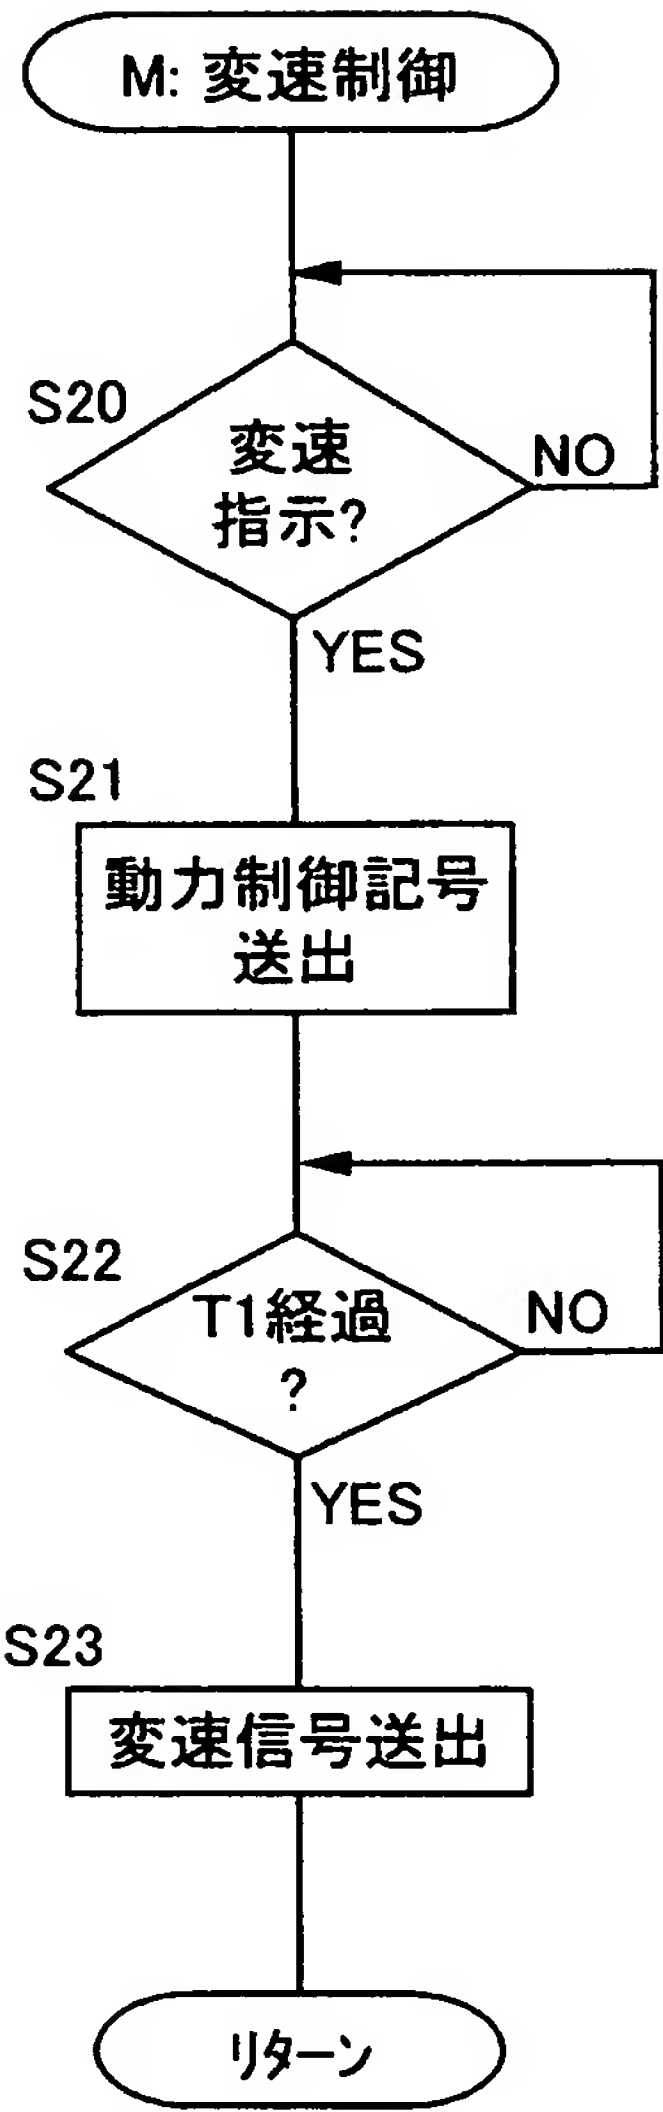 M: 変速制御
S20
変速
指示?
NO
YES
S21
動力制御記号
送出
S22
T1経過
?
NO
YES
S23
変速信号送出
リターン